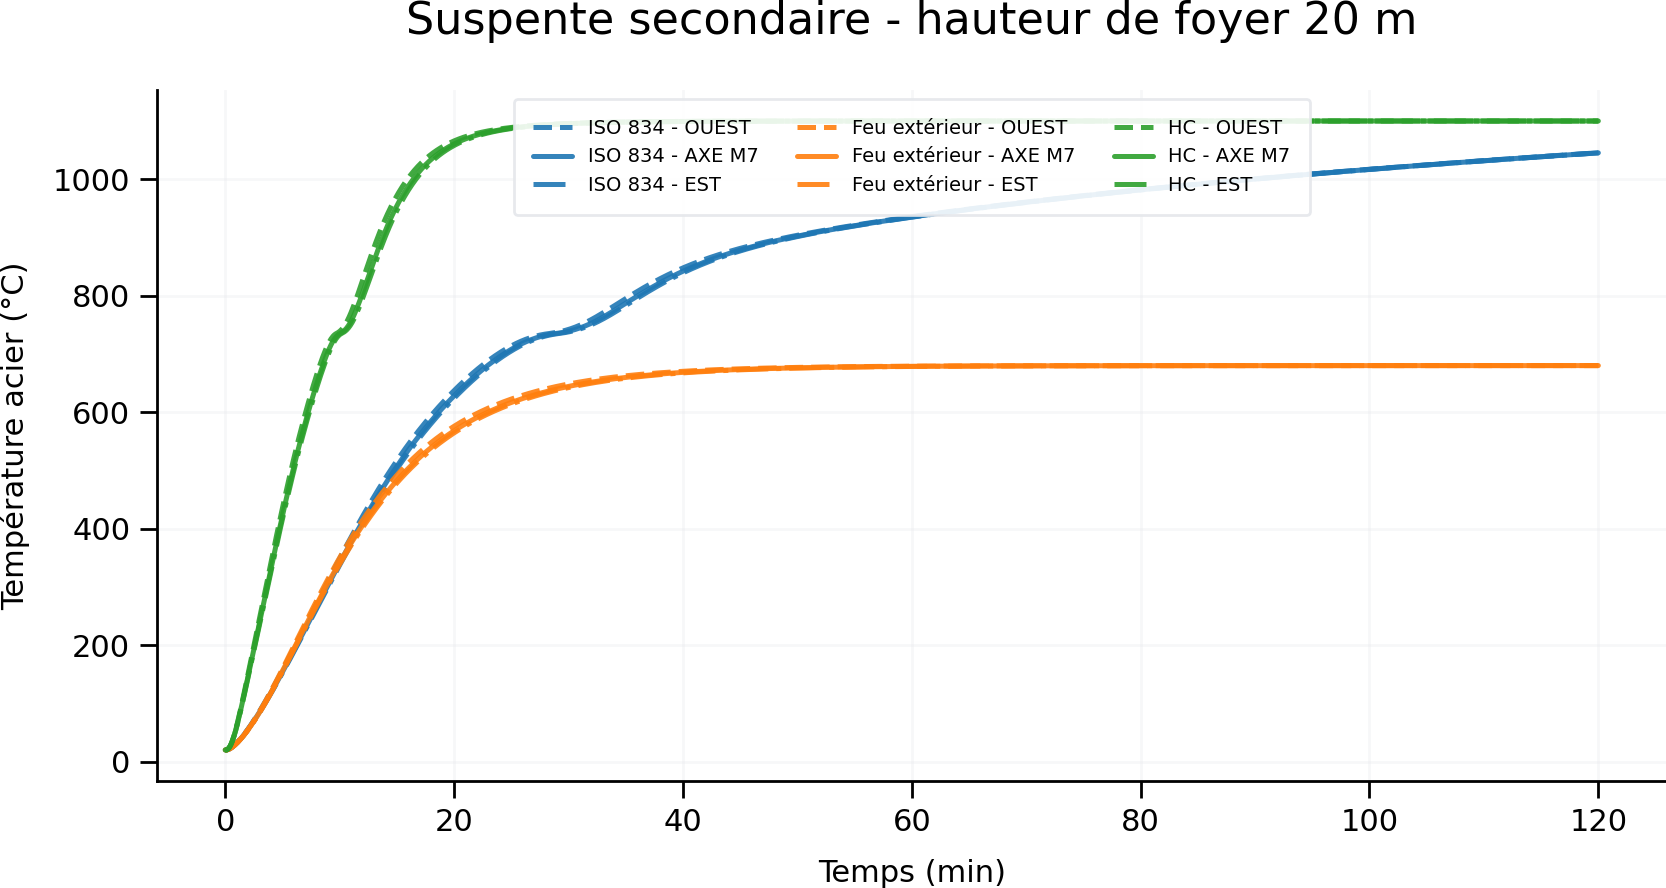 Suspente secondaire - hauteur de foyer 20 m
ISO 834 - OUEST
ISO 834 - AXE M7
ISO 834 - EST
Feu extérieur - OUEST
Feu extérieur - AXE M7
Feu extérieur - EST
HC - OUEST
HC - AXE M7
HC - EST
Température acier (°C)
1000
800
600
400
200
0
0
20
40
60
80
100
120
Temps (min)